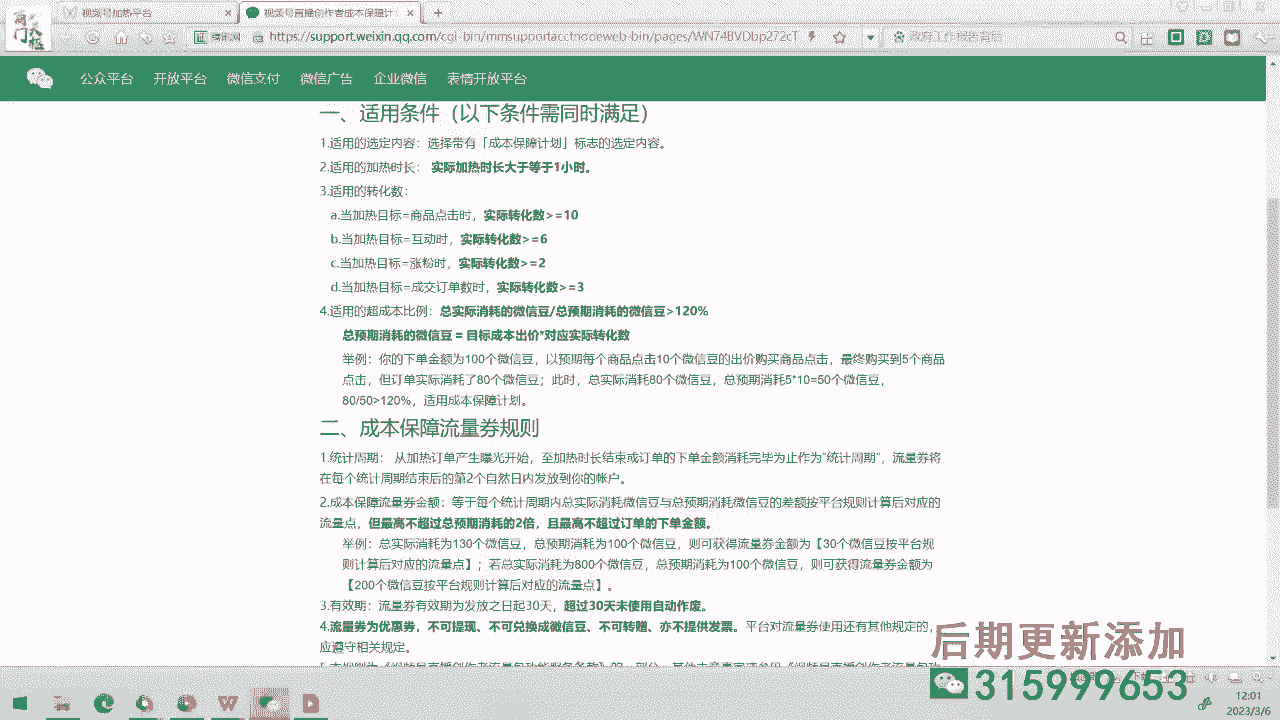 视频号加热平台
视频号直播创作者成本保障计
https://support.weixin.qq.com/cgi-bin/mmsupportacctnodeweb-bin/pages/
政府工作报告背后
公众平台 开放平台 微信支付 微信广告 企业微信 表情开放平台
一、适用条件（以下条件需同时满足）
1.适用的选定内容：选择带有「成本保障计划」标志的选定内容。
2.适用的加热时长： 实际加热时长大于等于1小时。
3.适用的转化数：
a.当加热目标=商品点击时，实际转化数>=10
b.当加热目标=互动时，实际转化数>=6
c.当加热目标=涨粉时，实际转化数>=2
d.当加热目标=成交订单数时，实际转化数>=3
4.适用的超成本比例：总实际消耗的微信豆/总预期消耗的微信豆>120%
总预期消耗的微信豆 = 目标成本出价*对应实际转化数
举例：你的下单金额为100个微信豆，以预期每个商品点击10个微信豆的出价购买商品点击，最终购买到5个商品
点击，但订单实际消耗了80个微信豆；此时，总实际消耗80个微信豆，总预期消耗5*10=50个微信豆，
80/50>120%，适用成本保障计划。
二、成本保障流量券规则
1.统计周期： 从加热订单产生曝光开始，至加热时长结束或订单的下单金额消耗完毕为止作为"统计周期"，流量券将
在每个统计周期结束后的第2个自然日内发放到你的帐户。
2.成本保障流量券金额：等于每个统计周期内总实际消耗微信豆与总预期消耗微信豆的差额按平台规则计算后对应的
流量点，但最高不超过总预期消耗的2倍，且最高不超过订单的下单金额。
举例：总实际消耗为130个微信豆，总预期消耗为100个微信豆，则可获得流量券金额为【30个微信豆按平台规
则计算后对应的流量点】；若总实际消耗为800个微信豆，总预期消耗为100个微信豆，则可获得流量券金额为
【200个微信豆按平台规则计算后对应的流量点】。
3.有效期：流量券有效期为发放之日起30天，超过30天未使用自动作废。
4.流量券为优惠券，不可提现、不可兑换成微信豆、不可转赠、亦不提供发票。平台对流量券使用还有其他规定的，
应遵守相关规定。
后期更新添加
315999653
12:01
2023/3/6